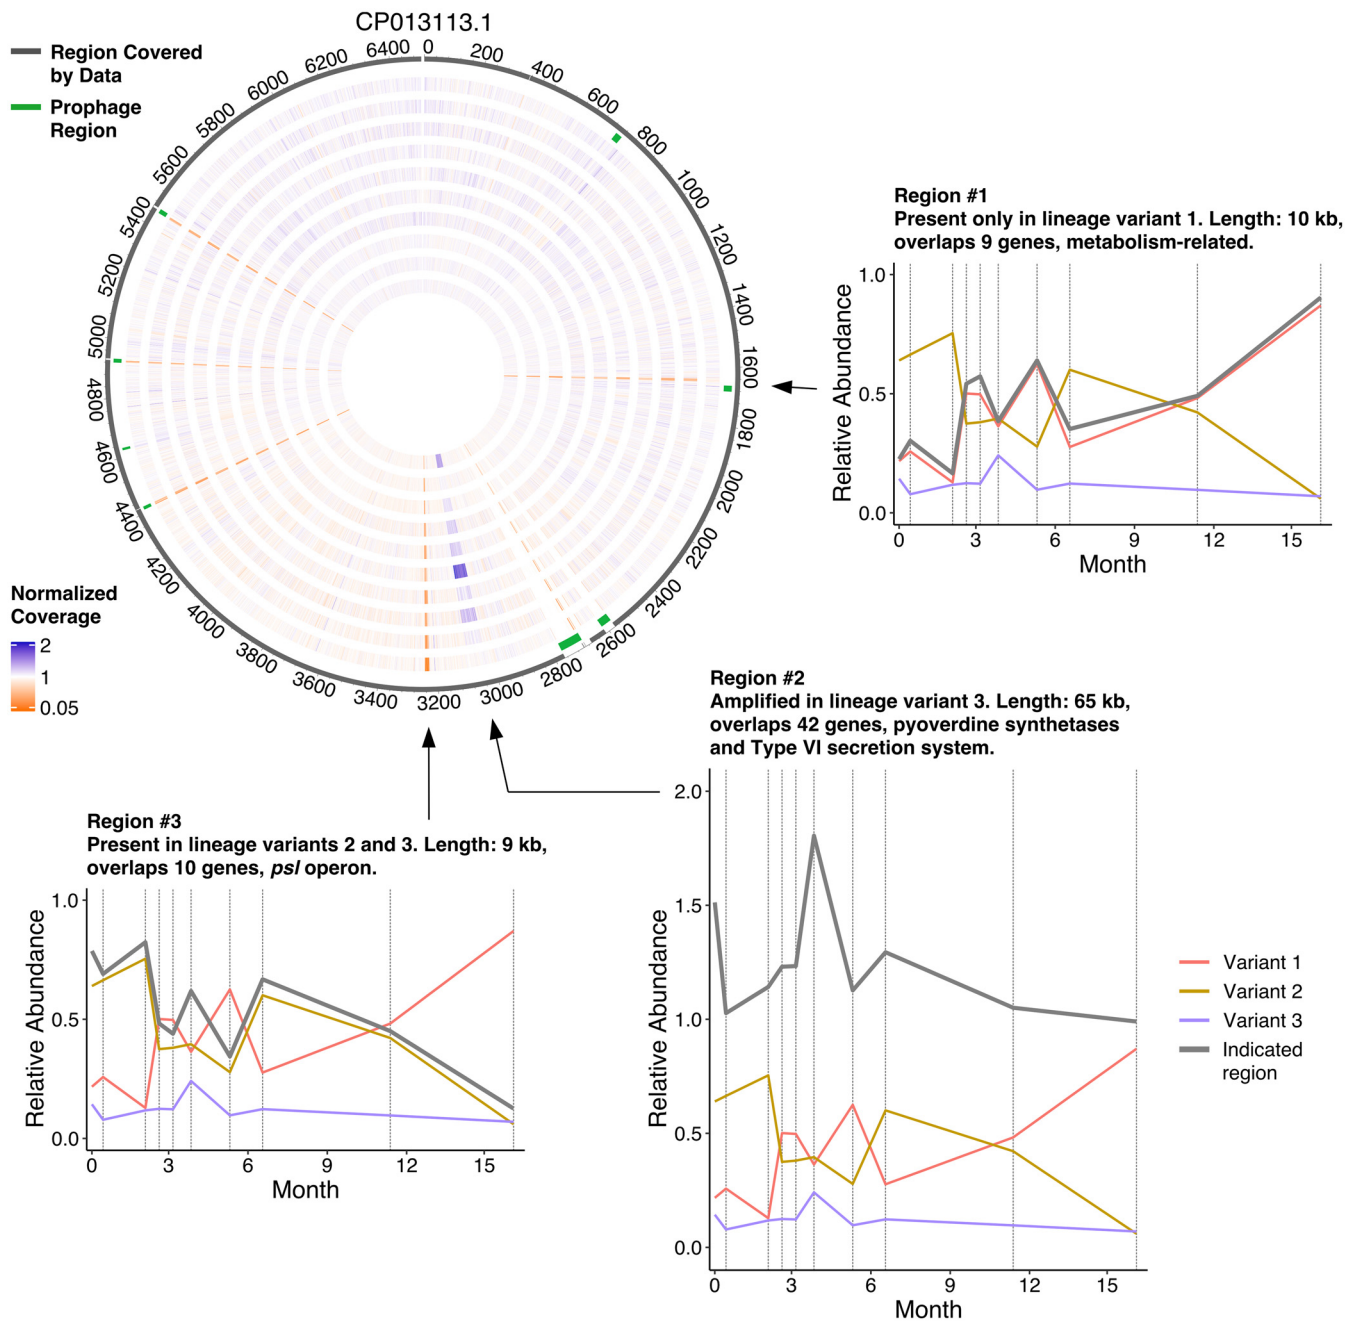 CP013113.1
Region Covered
by Data
Prophage
Region
0
200
400
600
800
1000
1200
1400
1600
1800
2000
2200
2400
2600
2800
3000
3200
3400
3600
3800
4000
4200
4400
4600
4800
5000
5200
5400
5600
5800
6000
6200
6400
Normalized
Coverage
2
1
0.05
Region #1
Present only in lineage variant 1. Length: 10 kb,
overlaps 9 genes, metabolism-related.
Relative Abundance
1.0
0.5
0.0
0 3 6 9 12 15
Month
Region #2
Amplified in lineage variant 3. Length: 65 kb,
overlaps 42 genes, pyoverdine synthetases
and Type VI secretion system.
Relative Abundance
2.0
1.5
1.0
0.5
0.0
0 3 6 9 12 15
Month
Variant 1
Variant 2
Variant 3
Indicated
region
Region #3
Present in lineage variants 2 and 3. Length: 9 kb,
overlaps 10 genes, psl operon.
Relative Abundance
1.0
0.5
0.0
0 3 6 9 12 15
Month